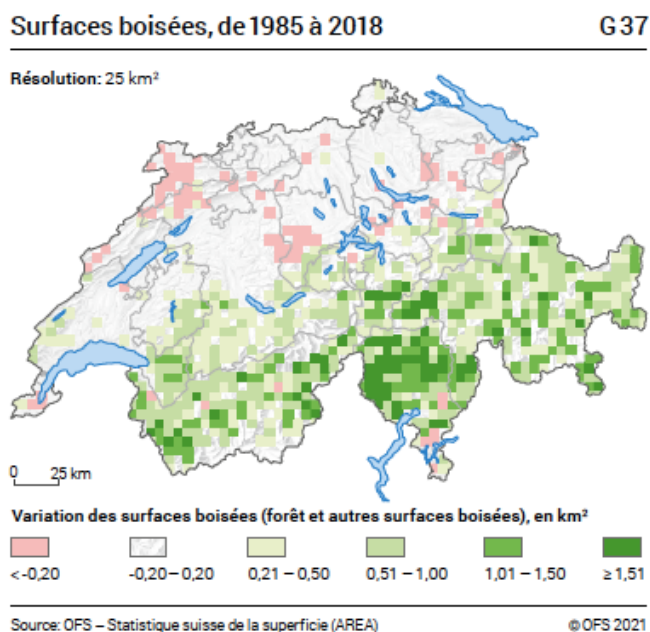 Surfaces boisées, de 1985 à 2018 G 37
Résolution: 25 km²
0 25 km
Variation des surfaces boisées (forêt et autres surfaces boisées), en km²
<-0,20 -0,20 – 0,20 0,21 – 0,50 0,51 – 1,00 1,01 – 1,50 ≥ 1,51
Source: OFS – Statistique suisse de la superficie (AREA) © OFS 2021